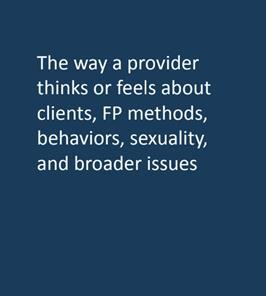 The way a provider
thinks or feels about
clients, FP methods,
behaviors, sexuality,
and broader issues